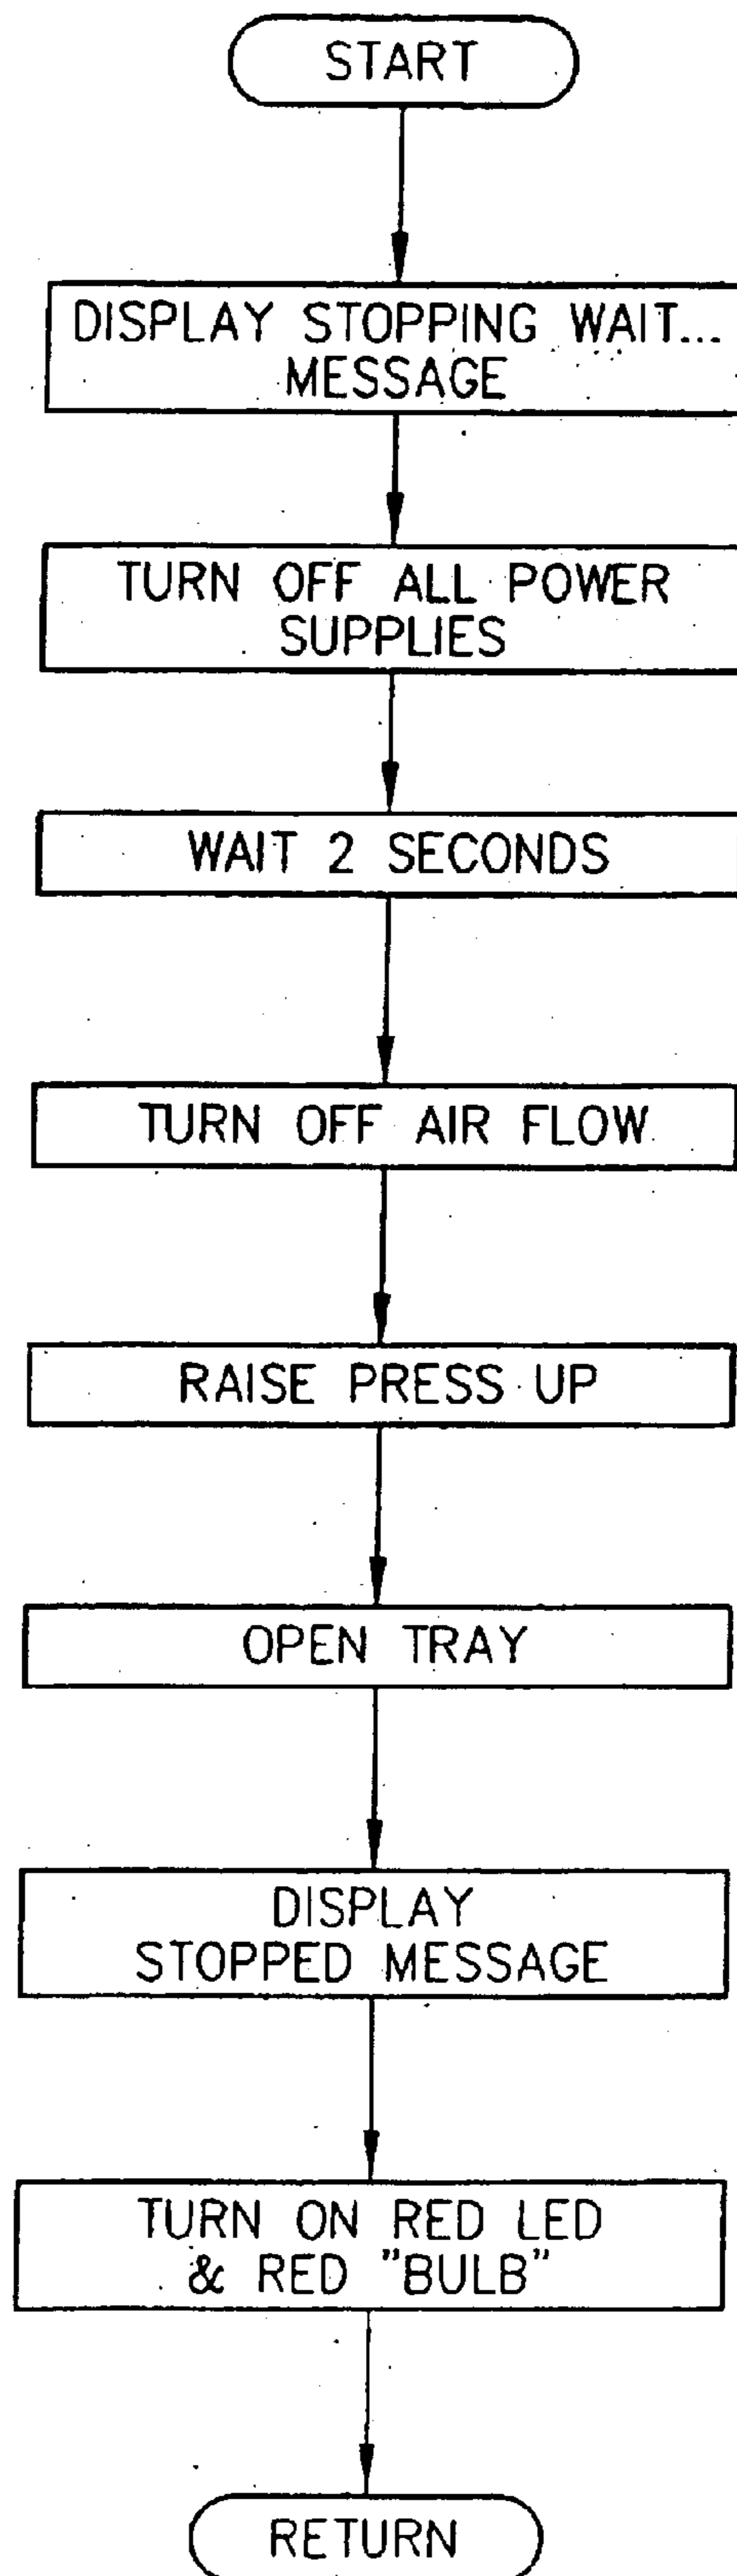 START
DISPLAY STOPPING WAIT...
MESSAGE
TURN OFF ALL POWER
SUPPLIES
WAIT 2 SECONDS
TURN OFF AIR FLOW
RAISE PRESS UP
OPEN TRAY
DISPLAY
STOPPED MESSAGE
TURN ON RED LED
& RED "BULB"
RETURN